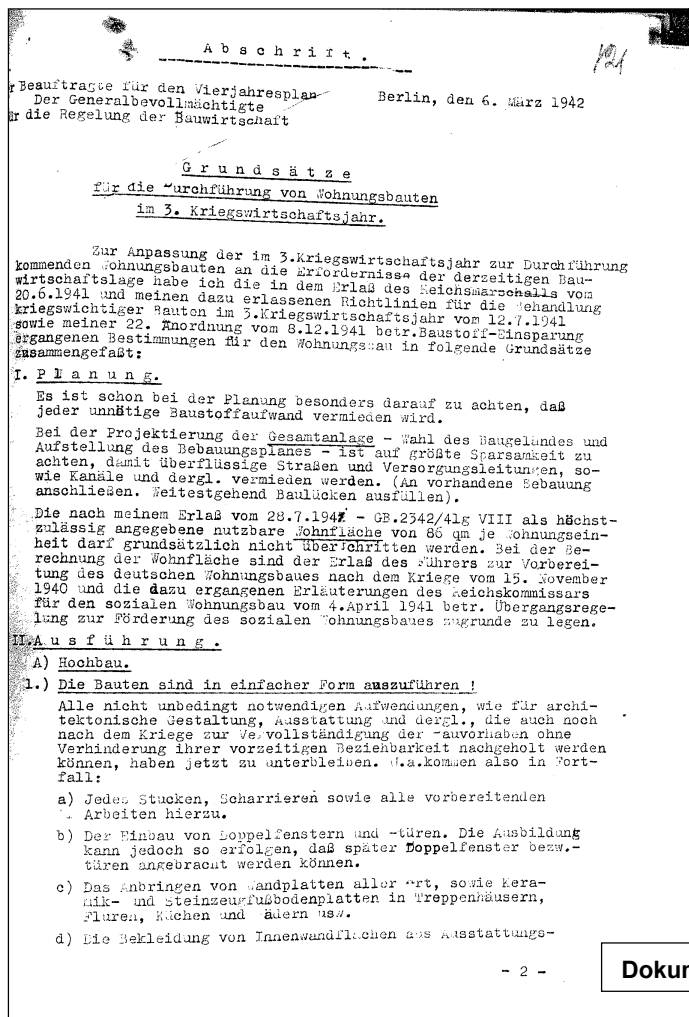 Abschrift.
121
r Beauftragte für den Vierjahresplan
Berlin, den 6. März 1942
Der Generalbevollmächtigte
ür die Regelung der Bauwirtschaft
Grundsätze
für die Durchführung von Wohnungsbauten
im 3. Kriegswirtschaftsjahr.
Zur Anpassung der im 3.Kriegswirtschaftsjahr zur Durchführung
kommenden Wohnungsbauten an die Erfordernisse der derzeitigen Bau-
wirtschaftslage habe ich die in dem Erlaß des Reichsmarschalls vom
20.6.1941 und meinen dazu erlassenen Richtlinien für die Behandlung
kriegswichtiger Bauten im 3.Kriegswirtschaftsjahr vom 12.7.1941
sowie meiner 22. Anordnung vom 8.12.1941 betr.Baustoff-Einsparung
ergangenen Bestimmungen für den Wohnungsbau in folgende Grundsätze
zusammengefaßt:
I. Planung.
Es ist schon bei der Planung besonders darauf zu achten, daß
jeder unnötige Baustoffaufwand vermieden wird.
Bei der Projektierung der Gesamtanlage - Wahl des Baugeländes und
Aufstellung des Bebauungsplanes - ist auf größte Sparsamkeit zu
achten, damit überflüssige Straßen und Versorgungsleitungen, so-
wie Kanäle und dergl. vermieden werden. (An vorhandene Bebauung
anschließen. Weitestgehend Baulücken ausfüllen).
Die nach meinem Erlaß vom 28.7.1941 - GB.2342/41g VIII als höchst-
zulässig angegebene nutzbare Wohnfläche von 86 qm je Wohnungsein-
heit darf grundsätzlich nicht überschritten werden. Bei der Be-
rechnung der Wohnfläche sind der Erlaß des Führers zur Vorberei-
tung des deutschen Wohnungsbaues nach dem Kriege vom 15. November
1940 und die dazu ergangenen Erläuterungen des Reichskommissars
für den sozialen Wohnungsbau vom 4.April 1941 betr. Übergangsrege-
lung zur Förderung des sozialen Wohnungsbaues zugrunde zu legen.
II.Ausführung.
A) Hochbau.
1.) Die Bauten sind in einfacher Form auszuführen !
Alle nicht unbedingt notwendigen Aufwendungen, wie für archi-
tektonische Gestaltung, Ausstattung und dergl., die auch noch
nach dem Kriege zur Vervollständigung der Bauvorhaben ohne
Verhinderung ihrer vorzeitigen Beziehbarkeit nachgeholt werden
können, haben jetzt zu unterbleiben. U.a.kommen also in Fort-
fall:
a) Jedes Stucken, Scharrieren sowie alle vorbereitenden
Arbeiten hierzu.
b) Der Einbau von Doppelfenstern und -türen. Die Ausbildung
kann jedoch so erfolgen, daß später Doppelfenster bezw.-
türen angebracht werden können.
c) Das Anbringen von Wandplatten aller Art, sowie Kera-
mik- und Steinzeugfußbodenplatten in Treppenhäusern,
Fluren, Küchen und Bädern usw.
d) Die Bekleidung von Innenwandflächen aus Ausstattungs-
- 2 -
Dokum